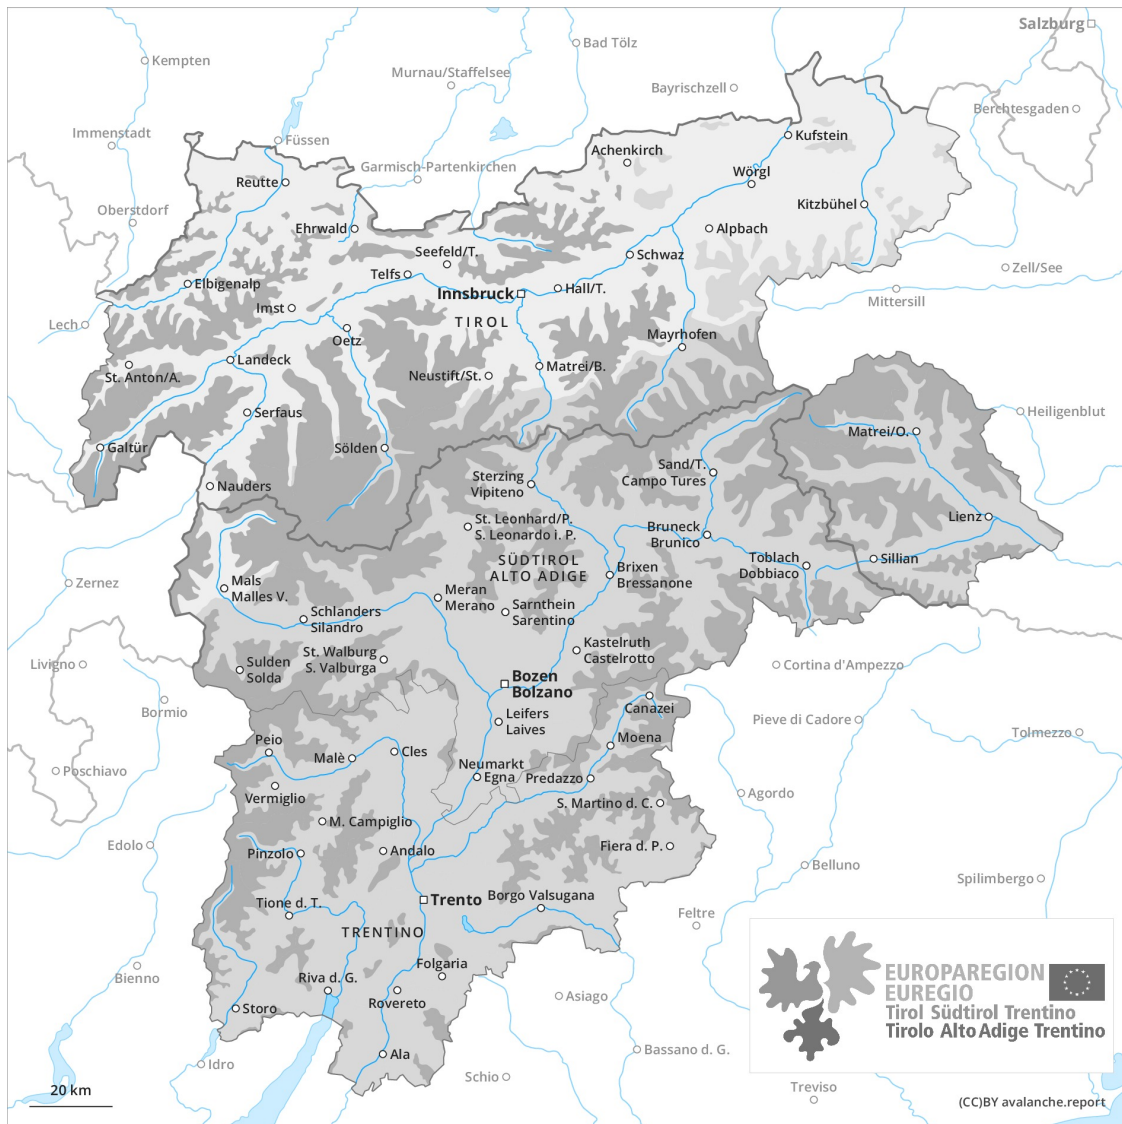 Salzburg
Bad Tölz
Kempten
Murnau/Staffelsee
Bayrischzell
Berchtesgaden
Immenstadt
Füssen
Kufstein
Achenkirch
Garmisch-Partenkirchen
Wörgl
Reutte
Oberstdorf
Kitzbühel
Ehrwald
Alpbach
Seefeld/T.
Schwaz
Telfs
Zell/See
Elbigenalp
Hall/T.
Innsbruck
Mittersill
Imst
TIROL
Lech
Oetz
Mayrhofen
Landeck
Matrei/B.
St. Anton/A.
Neustift/St.
Serfaus
Heiligenblut
Matrei/O.
Galtür
Sölden
Sand/T.
Campo Tures
Sterzing
Vipiteno
Nauders
Lienz
St. Leonhard/P.
S. Leonardo i. P.
Bruneck
Brunico
SÜDTIROL
ALTO ADIGE
Toblach
Dobbiaco
Sillian
Brixen
Bressanone
Zernez
Mals
Malles V.
Meran
Merano
Sarnthein
Sarentino
Schlanders
Silandro
Kastelruth
Castelrotto
St. Walburg
S. Valburga
Livigno
Sulden
Solda
Cortina d'Ampezzo
Bozen
Bolzano
Canazei
Bormio
Leifers
Laives
Pieve di Cadore
Tolmezzo
Peio
Moena
Cles
Malè
Poschiavo
Neumarkt
Egna
Predazzo
Vermiglio
Agordo
S. Martino d. C.
M. Campiglio
Edolo
Fiera d. P.
Pinzolo
Andalo
Belluno
Spilimbergo
Trento
Borgo Valsugana
Tione d. T.
Feltre
TRENTINO
Folgaria
Bienno
Riva d. G.
EUROPAREGION
EUREGIO
Tirol Südtirol Trentino
Tirolo Alto Adige Trentino
Asiago
Rovereto
Storo
Ala
Bassano d. G.
Idro
Schio
Treviso
20 km
(CC)BY avalanche.report